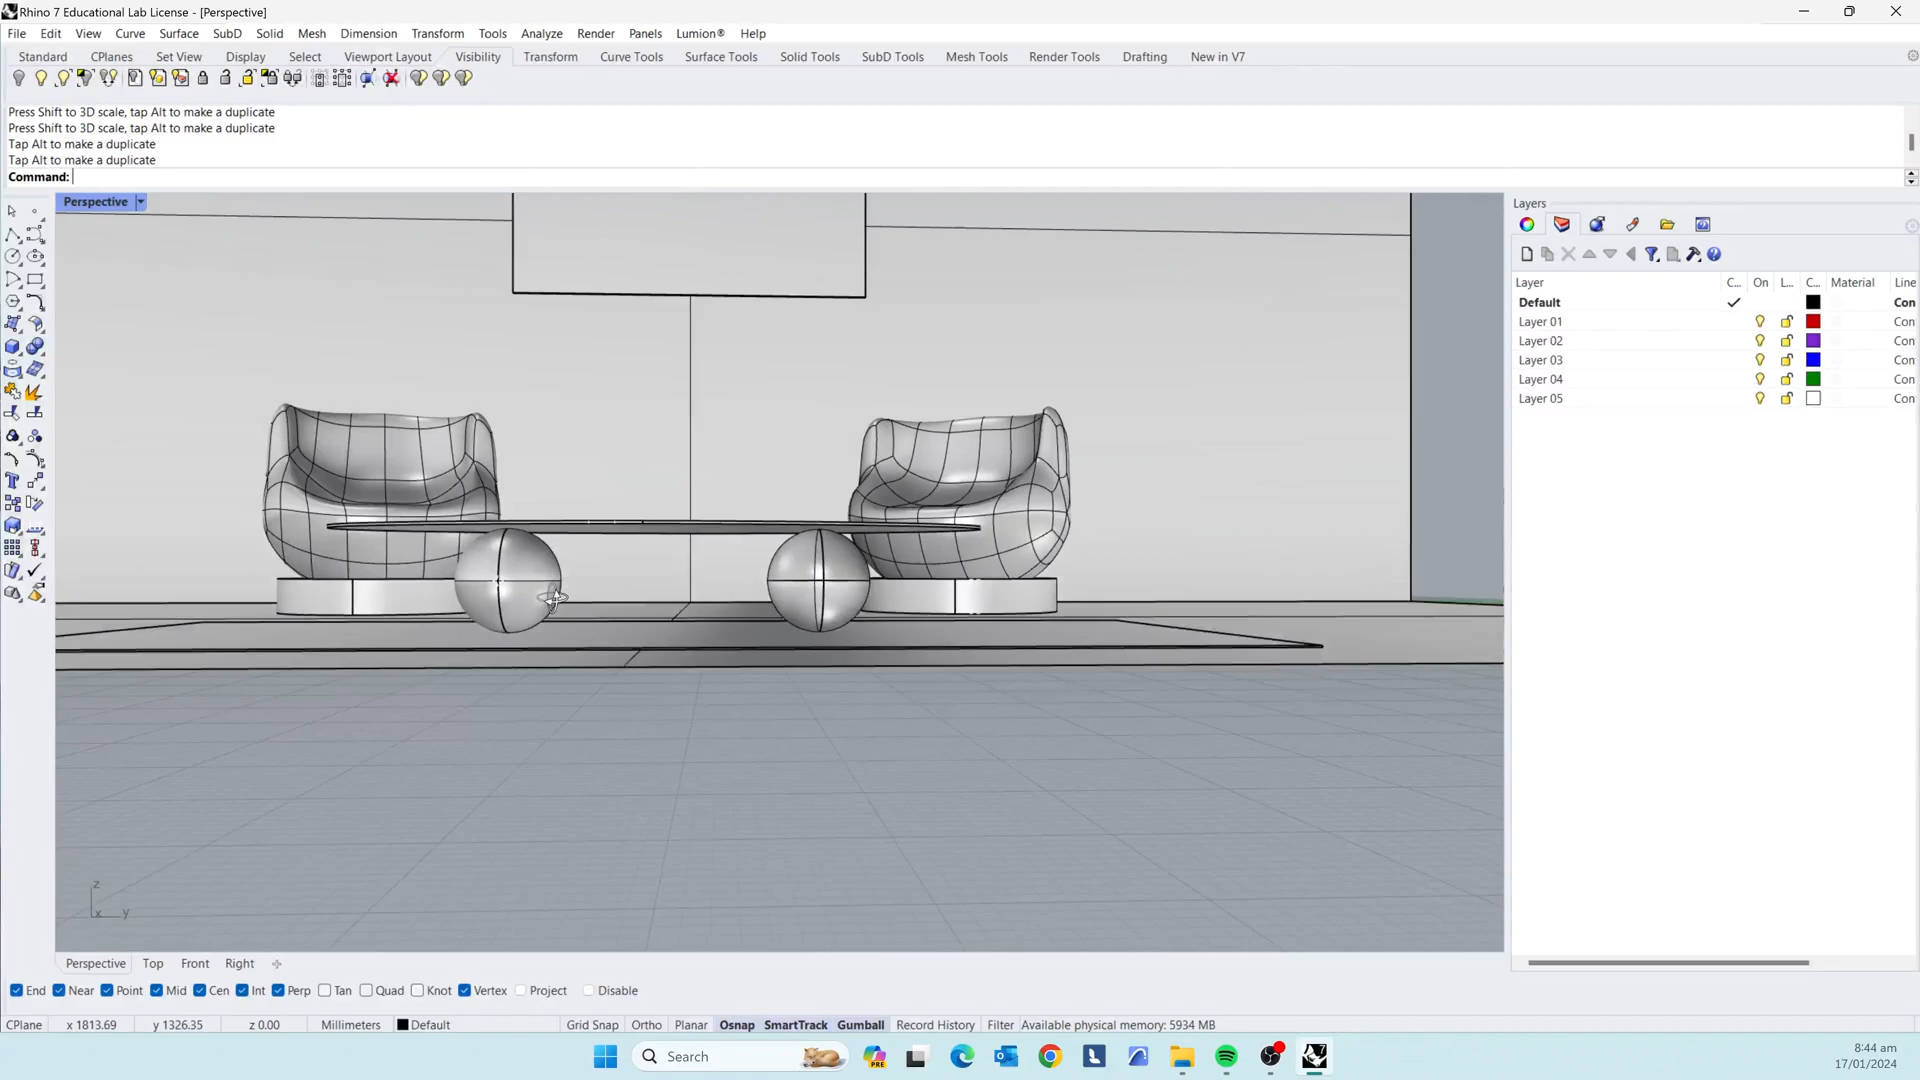 Rhino 7 Educational Lab License - [Perspective]
File Edit View Curve Surface SubD Solid Mesh Dimension Transform Tools Analyze Render Panels Lumion® Help
Standard CPlanes Set View Display Select Viewport Layout Visibility Transform Curve Tools Surface Tools Solid Tools SubD Tools Mesh Tools Render Tools Drafting New in V7
Press Shift to 3D scale, tap Alt to make a duplicate
Press Shift to 3D scale, tap Alt to make a duplicate
Tap Alt to make a duplicate
Tap Alt to make a duplicate
Command:
Perspective
Layers
Layer C... On L... C... Material Line
Default Con
Layer 01 Con
Layer 02 Con
Layer 03 Con
Layer 04 Con
Layer 05 Con
z
x y
Perspective Top Front Right
End Near Point Mid Cen Int Perp Tan Quad Knot Vertex Project Disable
CPlane x 1813.69 y 1326.35 z 0.00 Millimeters Default Grid Snap Ortho Planar Osnap SmartTrack Gumball Record History Filter Available physical memory: 5934 MB
Search PRE
8:44 am
17/01/2024